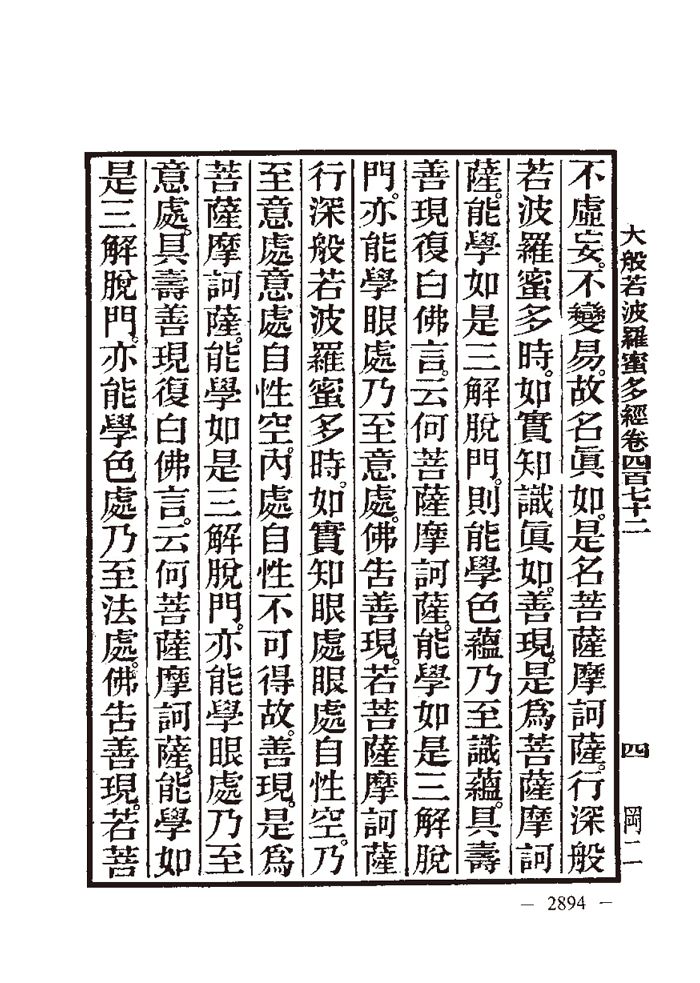 大般若波羅蜜多經卷四百七十二　四　岡二
不虛妄。不變易。故名眞如。是名菩薩摩訶薩。行深般
若波羅蜜多時。如實知識眞如。善現。是爲菩薩摩訶
薩。能學如是三解脫門。則能學色蘊乃至識蘊。具壽
善現復白佛言。云何菩薩摩訶薩。能學如是三解脫
門。亦能學眼處乃至意處。佛告善現。若菩薩摩訶薩
行深般若波羅蜜多時。如實知眼處眼處自性空。乃
至意處意處自性空。內處自性不可得故。善現。是爲
菩薩摩訶薩。能學如是三解脫門。亦能學眼處乃至
意處。具壽善現復白佛言。云何菩薩摩訶薩。能學如
是三解脫門。亦能學色處乃至法處。佛告善現。若菩
— 2894 —